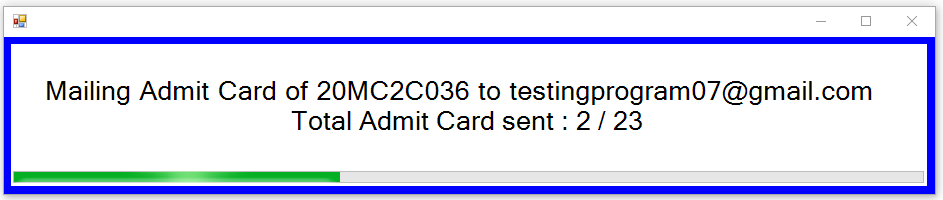 Mailing Admit Card of 20MC2C036 to testingprogram07@gmail.com
Total Admit Card sent : 2 / 23